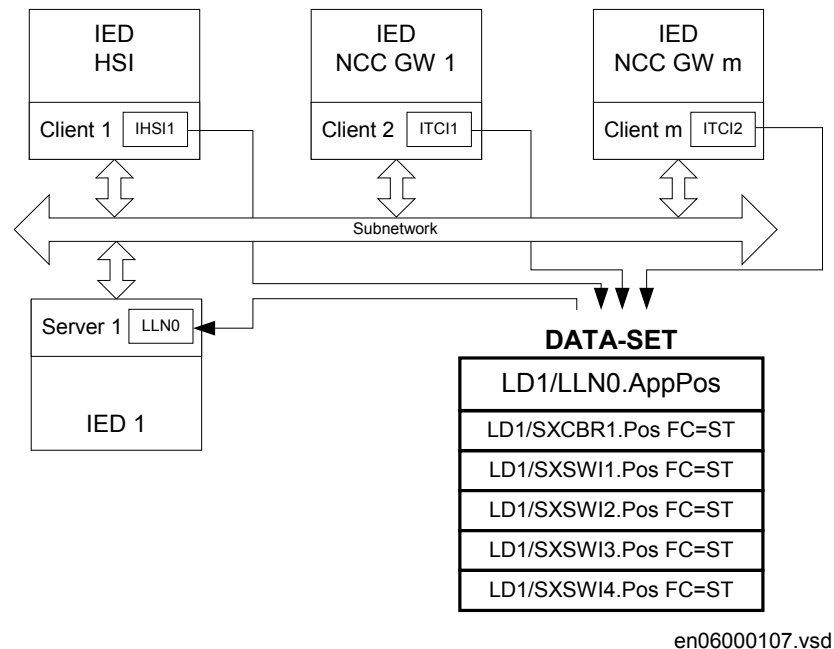 IED
HSI
IED
NCC GW 1
IED
NCC GW m
Client 1
IHSI1
Client 2
ITCI1
Client m
ITCI2
Subnetwork
Server 1
LLN0
IED 1
DATA-SET
LD1/LLN0.AppPos
LD1/SXCBR1.Pos FC=ST
LD1/SXSWI1.Pos FC=ST
LD1/SXSWI2.Pos FC=ST
LD1/SXSWI3.Pos FC=ST
LD1/SXSWI4.Pos FC=ST
en06000107.vsd